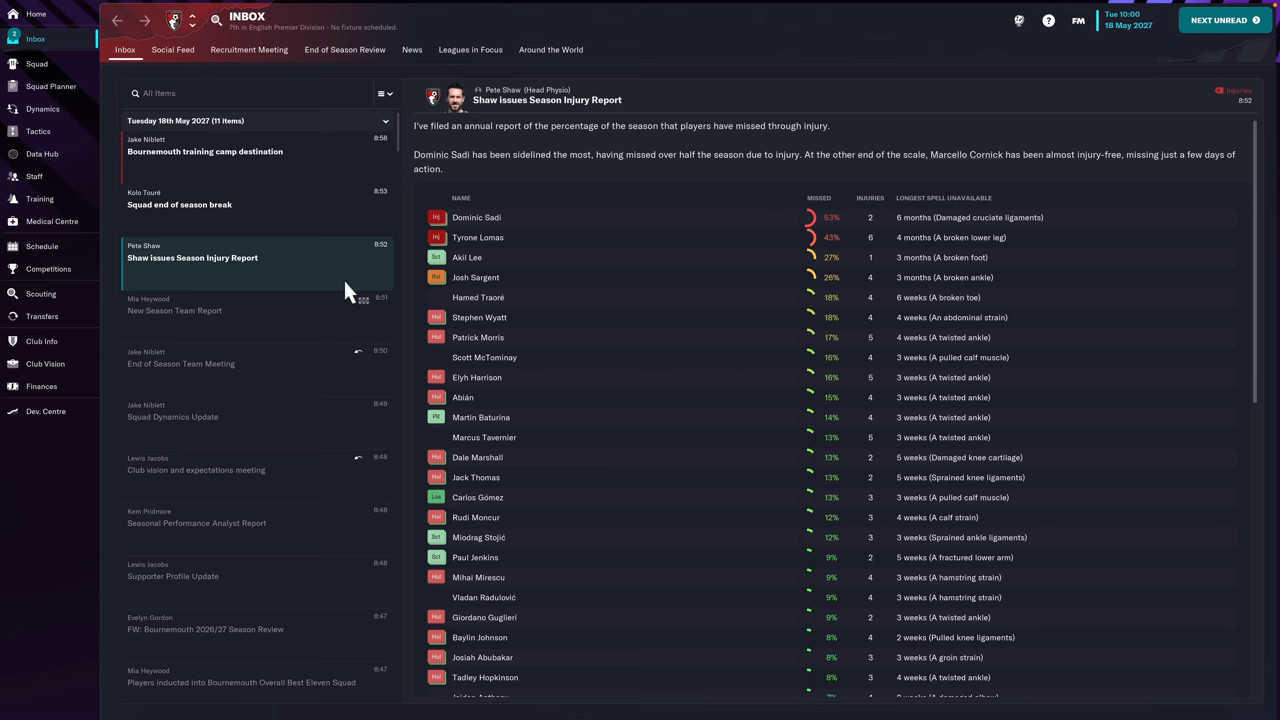 Home
INBOX
7th in English Premier Division - No fixture scheduled.
FM
Tue 10:00
18 May 2027
NEXT UNREAD
2
Inbox
Squad
Squad Planner
Dynamics
Tactics
Data Hub
Staff
Training
Medical Centre
Schedule
Competitions
Scouting
Transfers
Club Info
Club Vision
Finances
Dev. Centre
Inbox Social Feed Recruitment Meeting End of Season Review News Leagues in Focus Around the World
All Items
Tuesday 18th May 2027 (11 items)
Jake Niblett 8:58
Bournemouth training camp destination
Kolo Touré 8:53
Squad end of season break
Pete Shaw 8:52
Shaw issues Season Injury Report
Mia Heywood 8:51
New Season Team Report
Jake Niblett 8:50
End of Season Team Meeting
Jake Niblett 8:49
Squad Dynamics Update
Lewis Jacobs 8:48
Club vision and expectations meeting
Kem Pridmore 8:48
Seasonal Performance Analyst Report
Lewis Jacobs 8:48
Supporter Profile Update
Evelyn Gordon 8:47
FW: Bournemouth 2026/27 Season Review
Mia Heywood 8:47
Players inducted into Bournemouth Overall Best Eleven Squad
Pete Shaw (Head Physio) Injuries
Shaw issues Season Injury Report 8:52
I've filed an annual report of the percentage of the season that players have missed through injury.
Dominic Sadi has been sidelined the most, having missed over half the season due to injury. At the other end of the scale, Marcello Cornick has been almost injury-free, missing just a few days of
action.
NAME MISSED INJURIES LONGEST SPELL UNAVAILABLE
Inj Dominic Sadi 53% 2 6 months (Damaged cruciate ligaments)
Inj Tyrone Lomas 43% 6 4 months (A broken lower leg)
Sct Akil Lee 27% 1 3 months (A broken foot)
Rst Josh Sargent 26% 4 3 months (A broken ankle)
Hamed Traoré 18% 4 6 weeks (A broken toe)
Hol Stephen Wyatt 18% 4 4 weeks (An abdominal strain)
Hol Patrick Morris 17% 5 4 weeks (A twisted ankle)
Scott McTominay 16% 4 3 weeks (A pulled calf muscle)
Hol Elyh Harrison 16% 5 3 weeks (A twisted ankle)
Hol Abián 15% 4 3 weeks (A twisted ankle)
PR Martin Baturina 14% 4 3 weeks (A twisted ankle)
Marcus Tavernier 13% 5 3 weeks (A twisted ankle)
Hol Dale Marshall 13% 2 5 weeks (Damaged knee cartilage)
Hol Jack Thomas 13% 2 5 weeks (Sprained knee ligaments)
Loa Carlos Gómez 13% 3 3 weeks (A pulled calf muscle)
Hol Rudi Moncur 12% 3 4 weeks (A calf strain)
Sct Miodrag Stojić 12% 3 3 weeks (Sprained ankle ligaments)
Sct Paul Jenkins 9% 2 5 weeks (A fractured lower arm)
Hol Mihai Mirescu 9% 4 3 weeks (A hamstring strain)
Vladan Radulović 9% 4 3 weeks (A hamstring strain)
Hol Giordano Guglieri 9% 2 3 weeks (A twisted ankle)
Hol Baylin Johnson 8% 4 2 weeks (Pulled knee ligaments)
Hol Josiah Abubakar 8% 3 3 weeks (A groin strain)
Hol Tadley Hopkinson 8% 3 4 weeks (A twisted ankle)